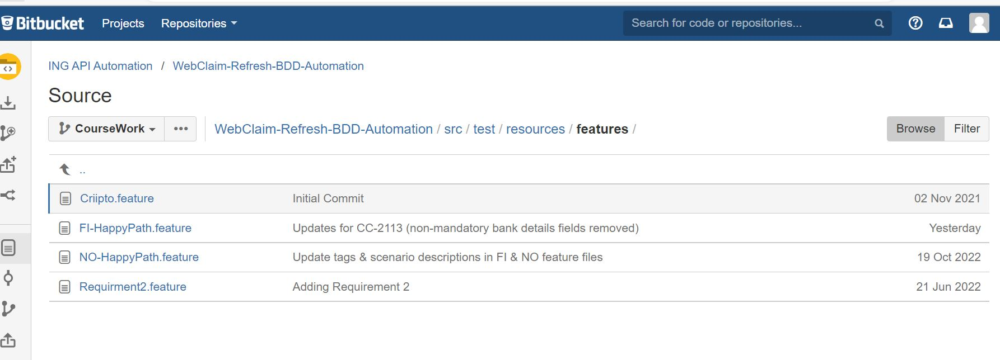 Bitbucket Projects Repositories Search for code or repositories...
ING API Automation / WebClaim-Refresh-BDD-Automation
Source
CourseWork ••• WebClaim-Refresh-BDD-Automation / src / test / resources / features / Browse Filter
..
Criipto.feature Initial Commit 02 Nov 2021
FI-HappyPath.feature Updates for CC-2113 (non-mandatory bank details fields removed) Yesterday
NO-HappyPath.feature Update tags & scenario descriptions in FI & NO feature files 19 Oct 2022
Requirment2.feature Adding Requirement 2 21 Jun 2022